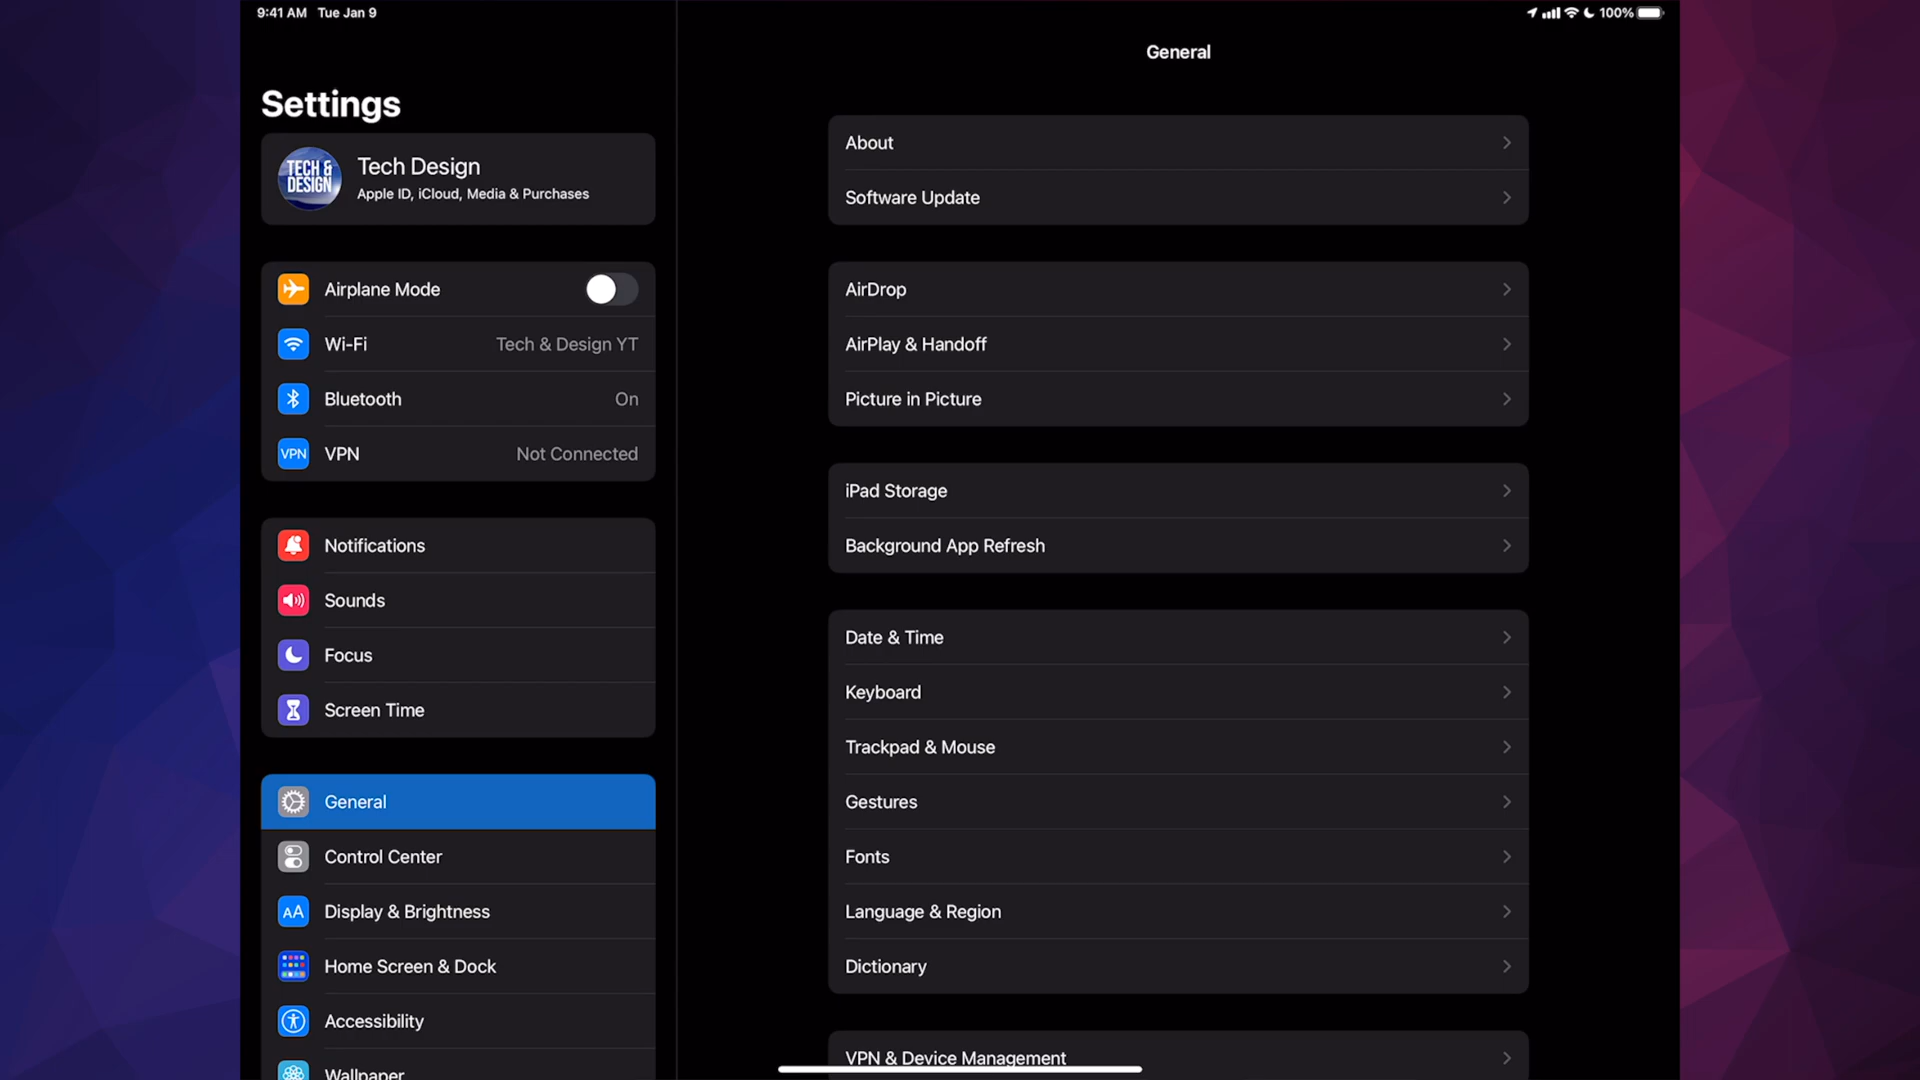 9:41 AM Tue Jan 9
100%
Settings
TECH &
DESIGN
Tech Design
Apple ID, iCloud, Media & Purchases
Airplane Mode
Wi-Fi Tech & Design YT
Bluetooth On
VPN VPN Not Connected
Notifications
Sounds
Focus
Screen Time
General
Control Center
AA Display & Brightness
Home Screen & Dock
Accessibility
Wallpaper
General
About
Software Update
AirDrop
AirPlay & Handoff
Picture in Picture
iPad Storage
Background App Refresh
Date & Time
Keyboard
Trackpad & Mouse
Gestures
Fonts
Language & Region
Dictionary
VPN & Device Management